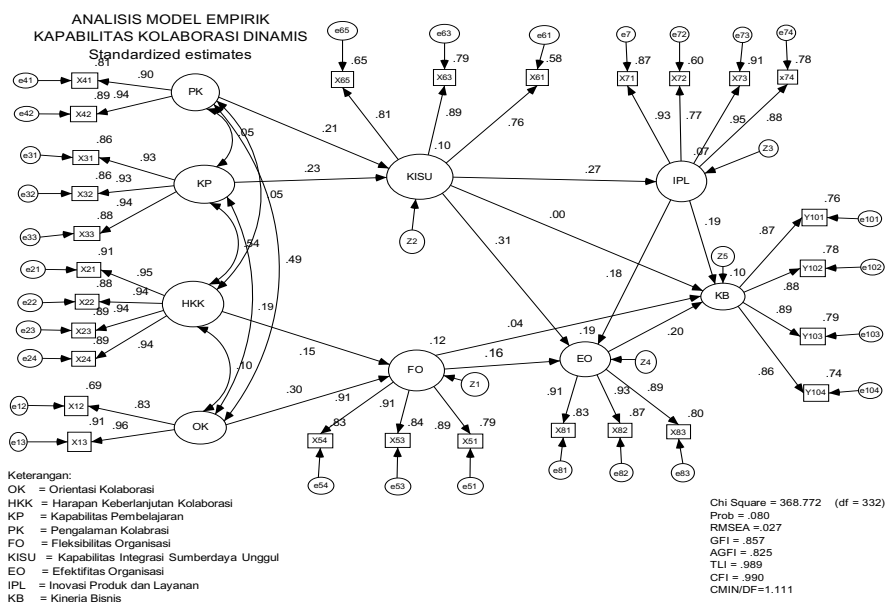 ANALISIS MODEL EMPIRIK
KAPABILITAS KOLABORASI DINAMIS
Standardized estimates
e65
e63
e61
e7
e72
e73
e74
.65
.79
.58
.87
.60
.91
.78
X65
X63
X61
X71
X72
X73
x74
.81
e41
X41
.90
.89
.94
e42
X42
PK
.81
.89
.76
.93
.77
.95
.88
.05
.21
.10
.07
Z3
.86
e31
X31
.93
.86
.93
e32
X32
KP
.23
KISU
.27
IPL
.94
.05
.88
e33
X33
Z2
.00
.19
.76
Y101
e101
.87
.91
e21
X21
.95
.54
.49
.31
Z5
.78
.88
.94
e22
X22
.94
HKK
.19
.18
.10
KB
Y102
e102
.88
.89
e23
X23
.04
.89
.79
.89
e24
X24
.94
.15
.12
.19
.20
Y103
e103
.10
FO
.16
EO
Z4
.86
.74
.69
e12
X12
.83
.30
Z1
Y104
e104
.91
.96
e13
X13
OK
.91
.91
.89
.91
.93
.89
.83
.84
.79
.83
.87
.80
X54
X53
X51
X81
X82
X83
e54
e53
e51
e81
e82
e83
Keterangan:
OK = Orientasi Kolaborasi
HKK = Harapan Keberlanjutan Kolaborasi
KP = Kapabilitas Pembelajaran
PK = Pengalaman Kolabrasi
FO = Fleksibilitas Organisasi
KISU = Kapabilitas Integrasi Sumberdaya Unggul
EO = Efektifitas Organisasi
IPL = Inovasi Produk dan Layanan
KB = Kinerja Bisnis
Chi Square = 368.772 (df = 332)
Prob = .080
RMSEA =.027
GFI = .857
AGFI = .825
TLI = .989
CFI = .990
CMIN/DF=1.111